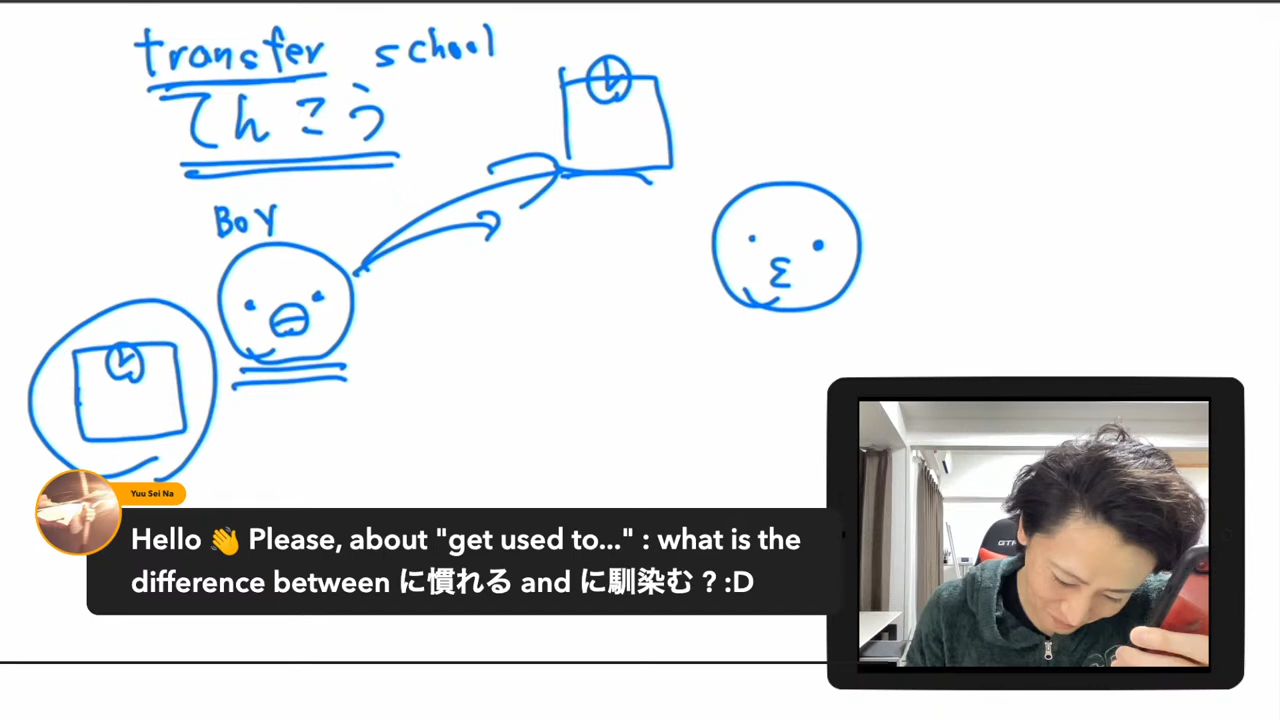 transfer school
てんこう
BOY
Yuu Sei Na
Hello 👋 Please, about "get used to..." : what is the
difference between に慣れる and に馴染む ? :D